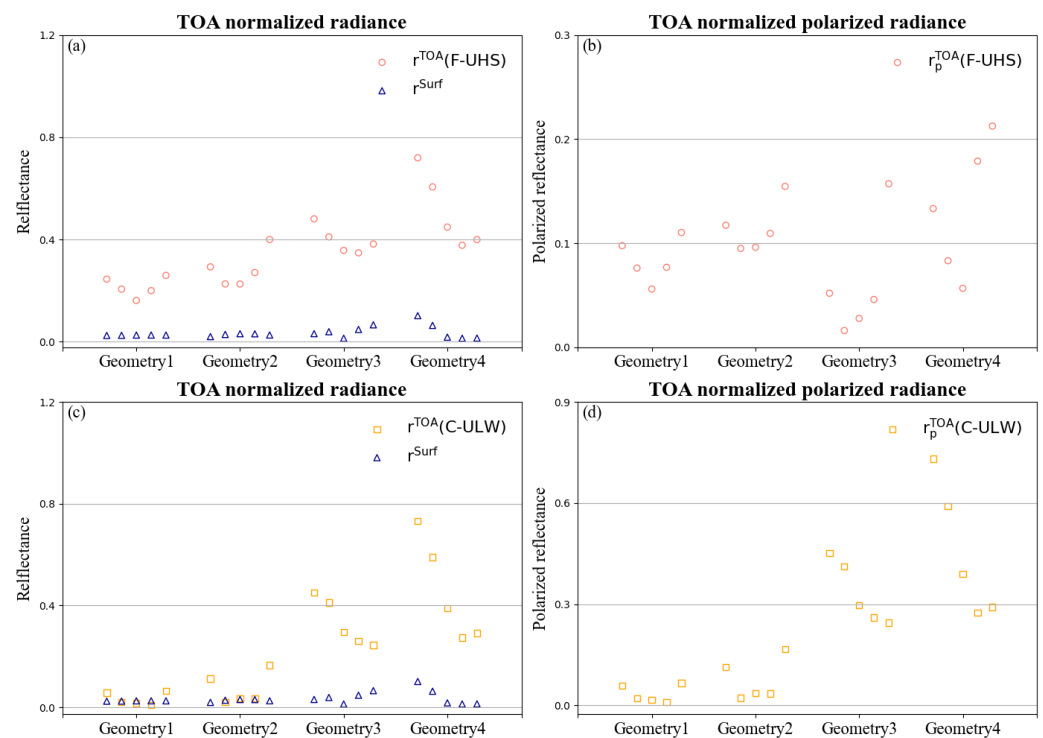 TOA normalized radiance
(a)
r^TOA(F-UHS)
r^Surf
1.2
0.8
0.4
0.0
Relflectance
Geometry1 Geometry2 Geometry3 Geometry4
TOA normalized polarized radiance
(b)
r_p^TOA(F-UHS)
0.3
0.2
0.1
0.0
Polarized reflectance
Geometry1 Geometry2 Geometry3 Geometry4
TOA normalized radiance
(c)
r^TOA(C-ULW)
r^Surf
1.2
0.8
0.4
0.0
Relflectance
Geometry1 Geometry2 Geometry3 Geometry4
TOA normalized polarized radiance
(d)
r_p^TOA(C-ULW)
0.9
0.6
0.3
0.0
Polarized reflectance
Geometry1 Geometry2 Geometry3 Geometry4